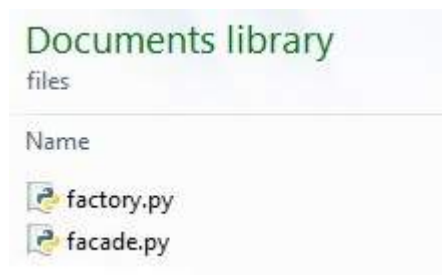 Documents library
files
Name
factory.py
facade.py